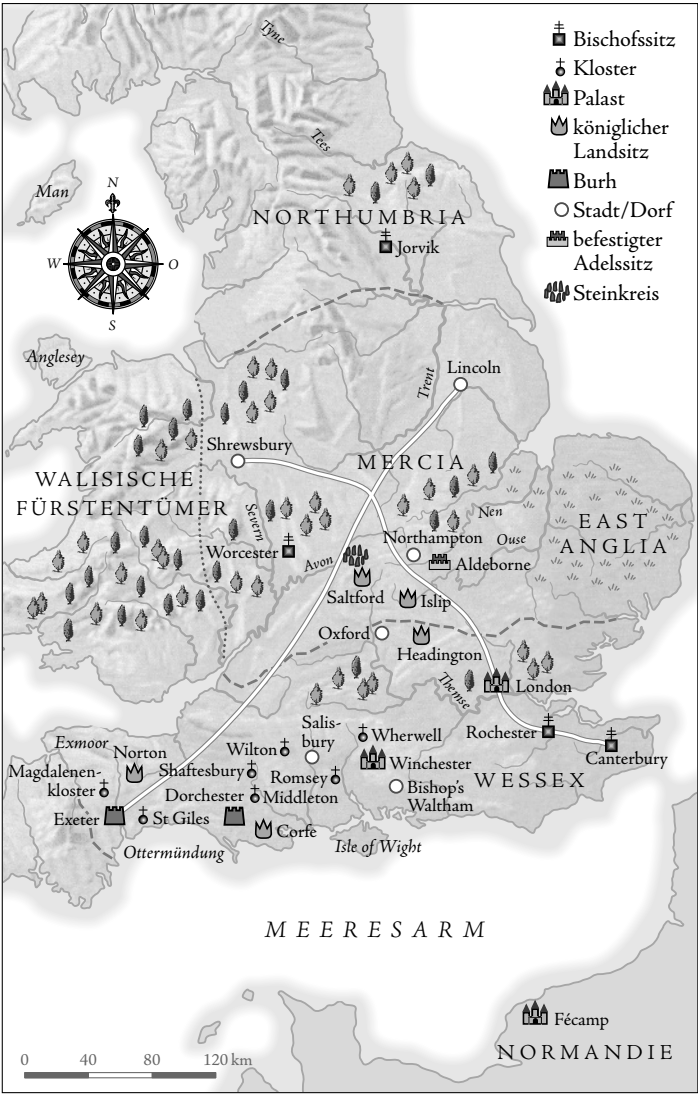 Tyne
Bischofssitz
Kloster
Palast
königlicher
Landsitz
Burh
Stadt/Dorf
befestigter
Adelssitz
Steinkreis
Tees
Man
N
W
O
S
NORTHUMBRIA
Jorvik
Anglesey
Trent
Lincoln
Shrewsbury
MERCIA
WALISISCHE
FÜRSTENTÜMER
Severn
Nen
Ouse
EAST
ANGLIA
Worcester
Avon
Northampton
Aldeborne
Saltford
Islip
Oxford
Headington
Themse
London
Exmoor
Norton
Wilton
Salis-
bury
Wherwell
Rochester
Canterbury
Magdalenen-
kloster
Shaftesbury
Romsey
Winchester
WESSEX
Dorchester
Middleton
Bishop's
Waltham
Exeter
St Giles
Corfe
Ottermündung
Isle of Wight
MEERESARM
Fécamp
NORMANDIE
0 40 80 120 km